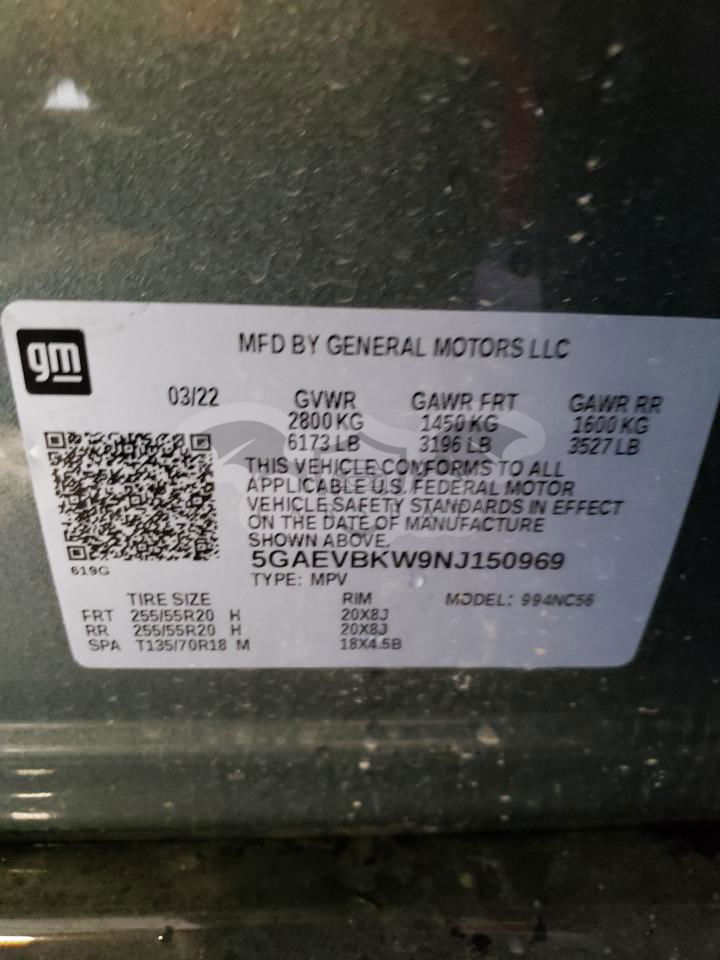 gm
MFD BY GENERAL MOTORS LLC
03/22 GVWR GAWR FRT GAWR RR
2800 KG 1450 KG 1600 KG
6173 LB 3196 LB 3527 LB
THIS VEHICLE CONFORMS TO ALL
APPLICABLE U.S. FEDERAL MOTOR
VEHICLE SAFETY STANDARDS IN EFFECT
ON THE DATE OF MANUFACTURE
SHOWN ABOVE.
619G
5GAEVBKW9NJ150969
TYPE: MPV
TIRE SIZE RIM MODEL: 994NC56
FRT 255/55R20 H 20X8J
RR 255/55R20 H 20X8J
SPA T135/70R18 M 18X4.5B